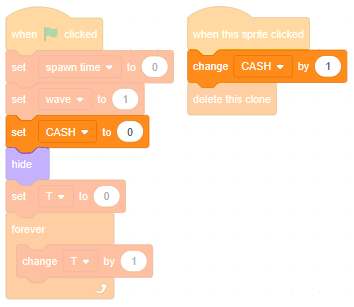 when clicked
set spawn time to 0
set wave to 1
set CASH to 0
hide
set T to 0
forever
change T by 1
when this sprite clicked
change CASH by 1
delete this clone